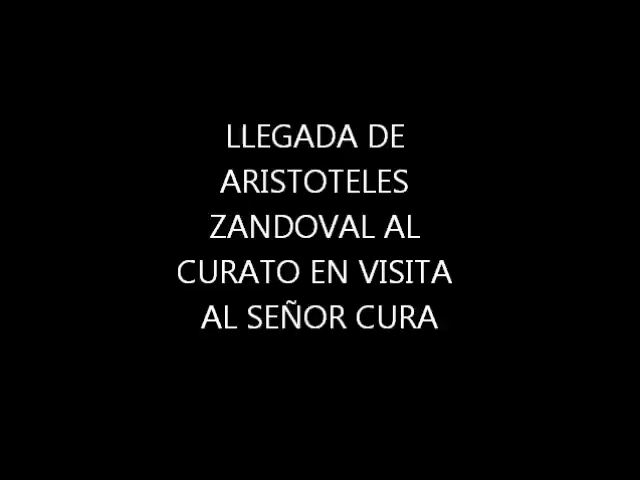 LLEGADA DE
ARISTOTELES
ZANDOVAL AL
CURATO EN VISITA
AL SEÑOR CURA